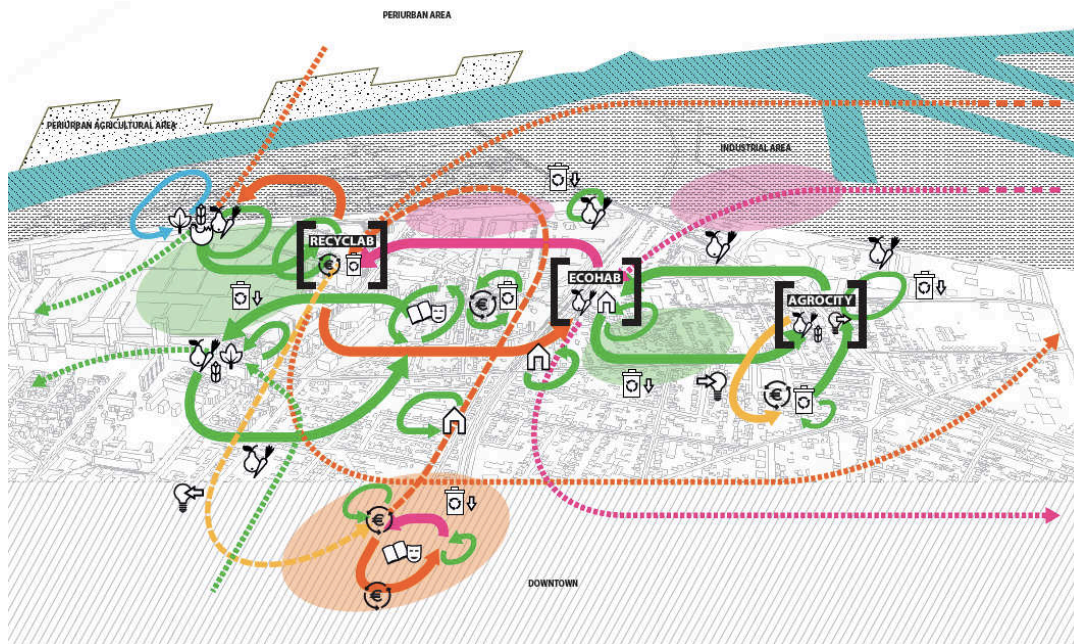 PERIURBAN AREA
PERIURBAN AGRICULTURAL AREA
INDUSTRIAL AREA
RECYCLAB
€
ECOHAB
€
AGROCITY
€
€
€
DOWNTOWN